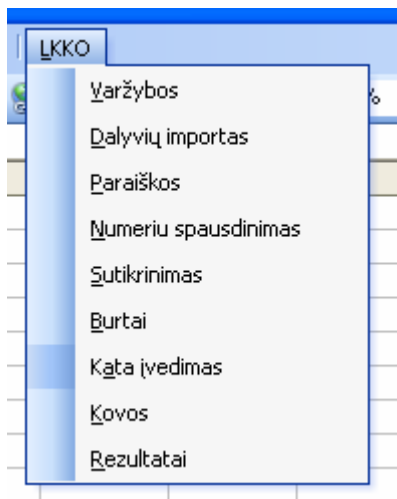 LKKO
Varžybos
%
Dalyvių importas
Paraiškos
Numeriu spausdinimas
Sutikrinimas
Burtai
Kata įvedimas
Kovos
Rezultatai